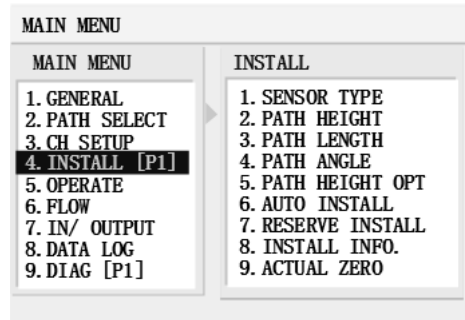 MAIN MENU
MAIN MENU
1. GENERAL
2. PATH SELECT
3. CH SETUP
4. INSTALL [P1]
5. OPERATE
6. FLOW
7. IN/ OUTPUT
8. DATA LOG
9. DIAG [P1]
INSTALL
1. SENSOR TYPE
2. PATH HEIGHT
3. PATH LENGTH
4. PATH ANGLE
5. PATH HEIGHT OPT
6. AUTO INSTALL
7. RESERVE INSTALL
8. INSTALL INFO.
9. ACTUAL ZERO